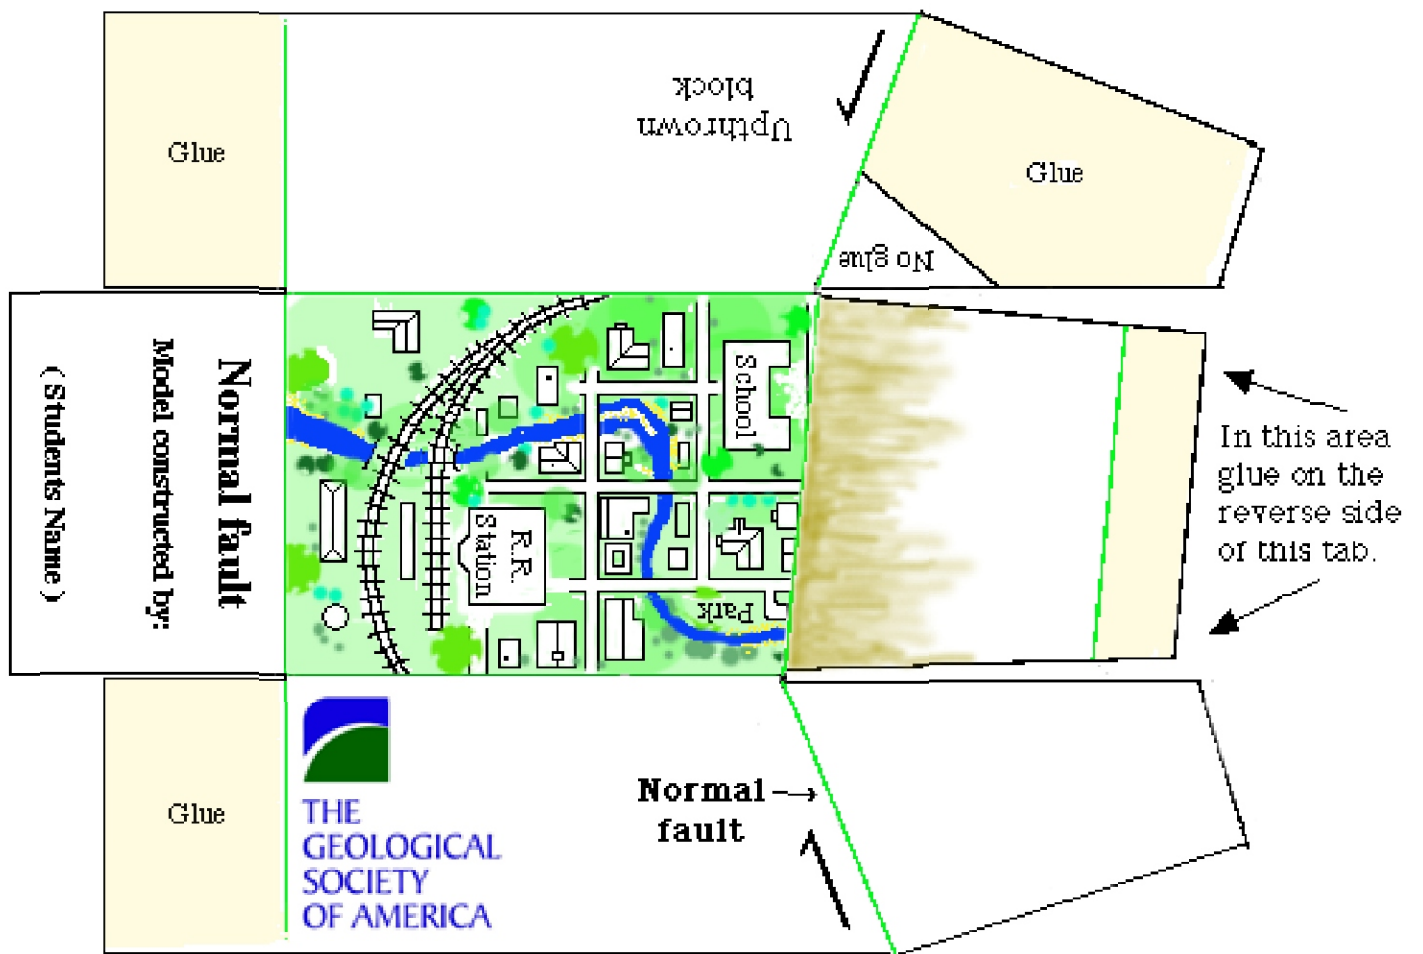 Glue
Upthrown
block
Glue
No glue
Normal fault
Model constructed by:
( Students Name )
School
R.R.
Station
Park
In this area
glue on the
reverse side
of this tab.
Glue
THE
GEOLOGICAL
SOCIETY
OF AMERICA
Normal
fault